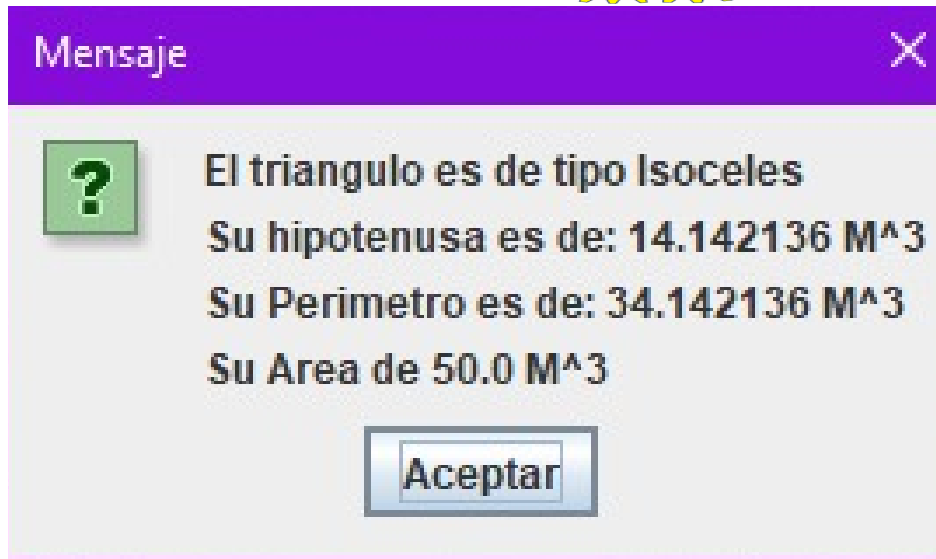 Mensaje
El triangulo es de tipo Isoceles
Su hipotenusa es de: 14.142136 M^3
Su Perimetro es de: 34.142136 M^3
Su Area de 50.0 M^3
Aceptar